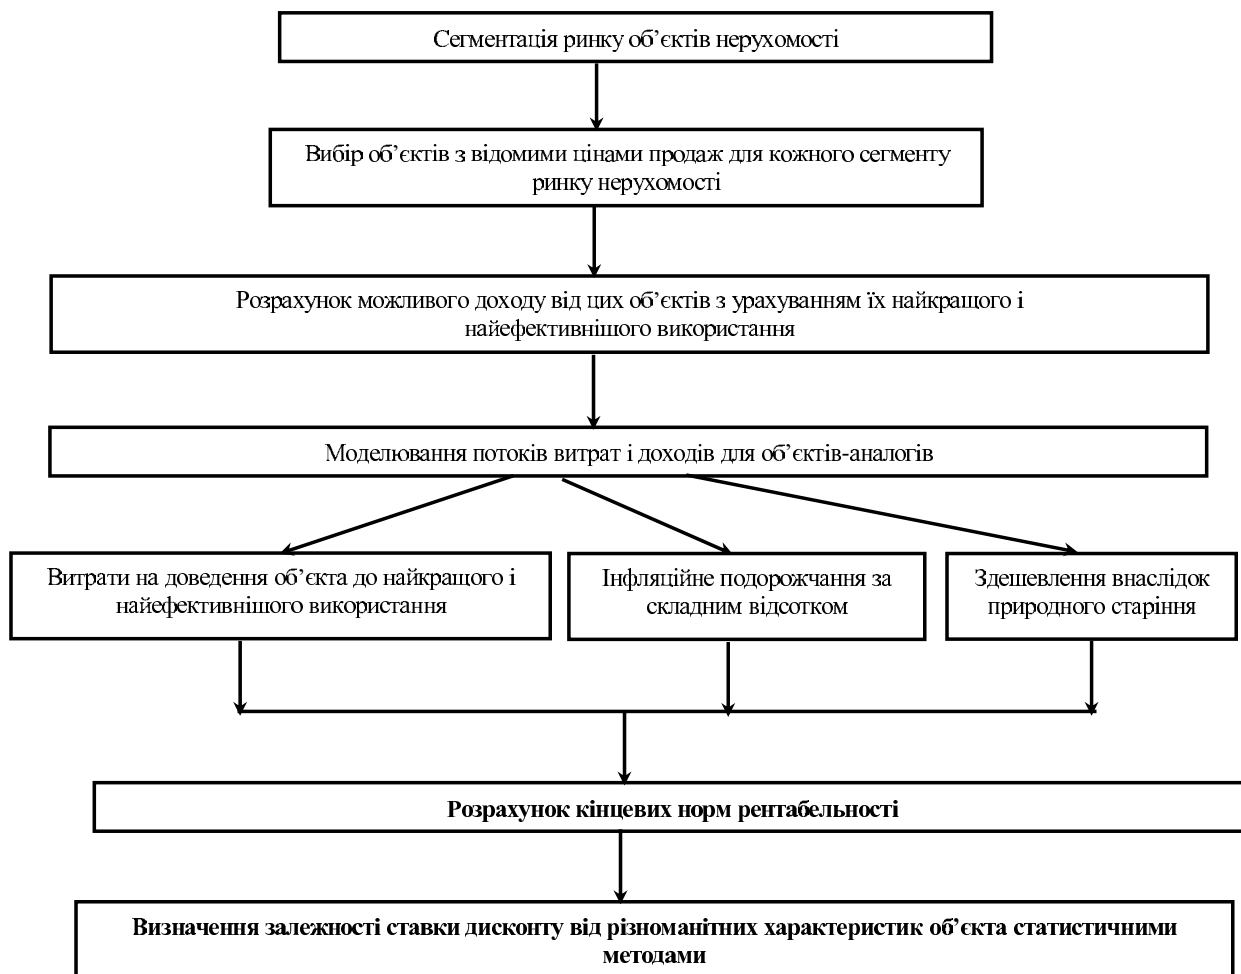 Сегментація ринку об’єктів нерухомості
Вибір об’єктів з відомими цінами продаж для кожного сегменту
ринку нерухомості
Розрахунок можливого доходу від цих об’єктів з урахуванням їх найкращого і
найефективнішого використання
Моделювання потоків витрат і доходів для об’єктів-аналогів
Витрати на доведення об’єкта до найкращого і
найефективнішого використання
Інфляційне подорожчання за
складним відсотком
Здешевлення внаслідок
природного старіння
Розрахунок кінцевих норм рентабельності
Визначення залежності ставки дисконту від різноманітних характеристик об’єкта статистичними
методами